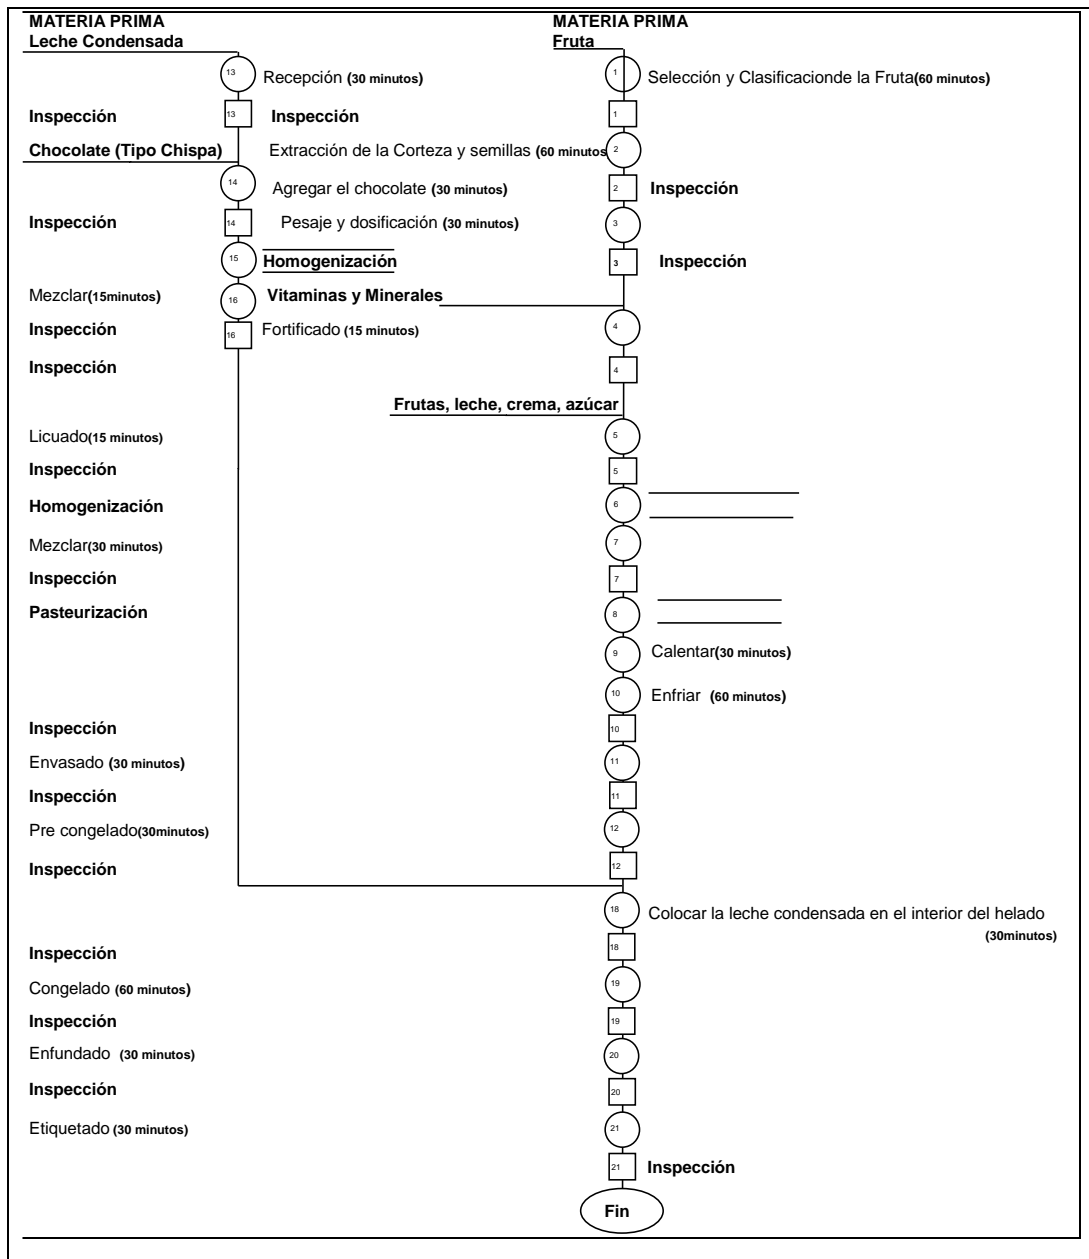 MATERIA PRIMA MATERIA PRIMA
Leche Condensada Fruta
13 Recepción (30 minutos) 1 Selección y Clasificacionde la Fruta(60 minutos)
Inspección 13 Inspección 1
Chocolate (Tipo Chispa) Extracción de la Corteza y semillas (60 minutos 2
14 Agregar el chocolate (30 minutos) 2 Inspección
Inspección 14 Pesaje y dosificación (30 minutos) 3
15 Homogenización 3 Inspección
Mezclar(15minutos) 16 Vitaminas y Minerales
Inspección 16 Fortificado (15 minutos) 4
Inspección 4
Frutas, leche, crema, azúcar
Licuado(15 minutos) 5
Inspección 5
Homogenización 6
Mezclar(30 minutos) 7
Inspección 7
Pasteurización 8
9 Calentar(30 minutos)
10 Enfriar (60 minutos)
Inspección 10
Envasado (30 minutos) 11
Inspección 11
Pre congelado(30minutos) 12
Inspección 12
18 Colocar la leche condensada en el interior del helado
(30minutos)
Inspección 18
Congelado (60 minutos) 19
Inspección 19
Enfundado (30 minutos) 20
Inspección 20
Etiquetado (30 minutos) 21
21 Inspección
Fin